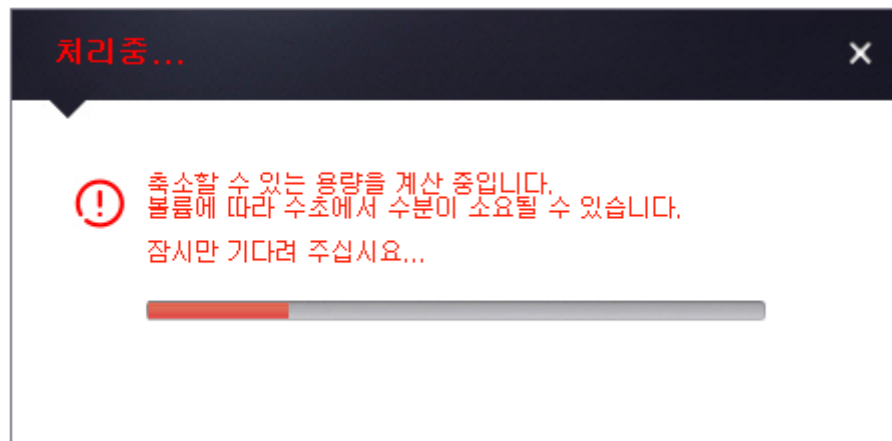 처리중...
축소할 수 있는 용량을 계산 중입니다.
볼륨에 따라 수초에서 수분이 소요될 수 있습니다.
잠시만 기다려 주십시요...